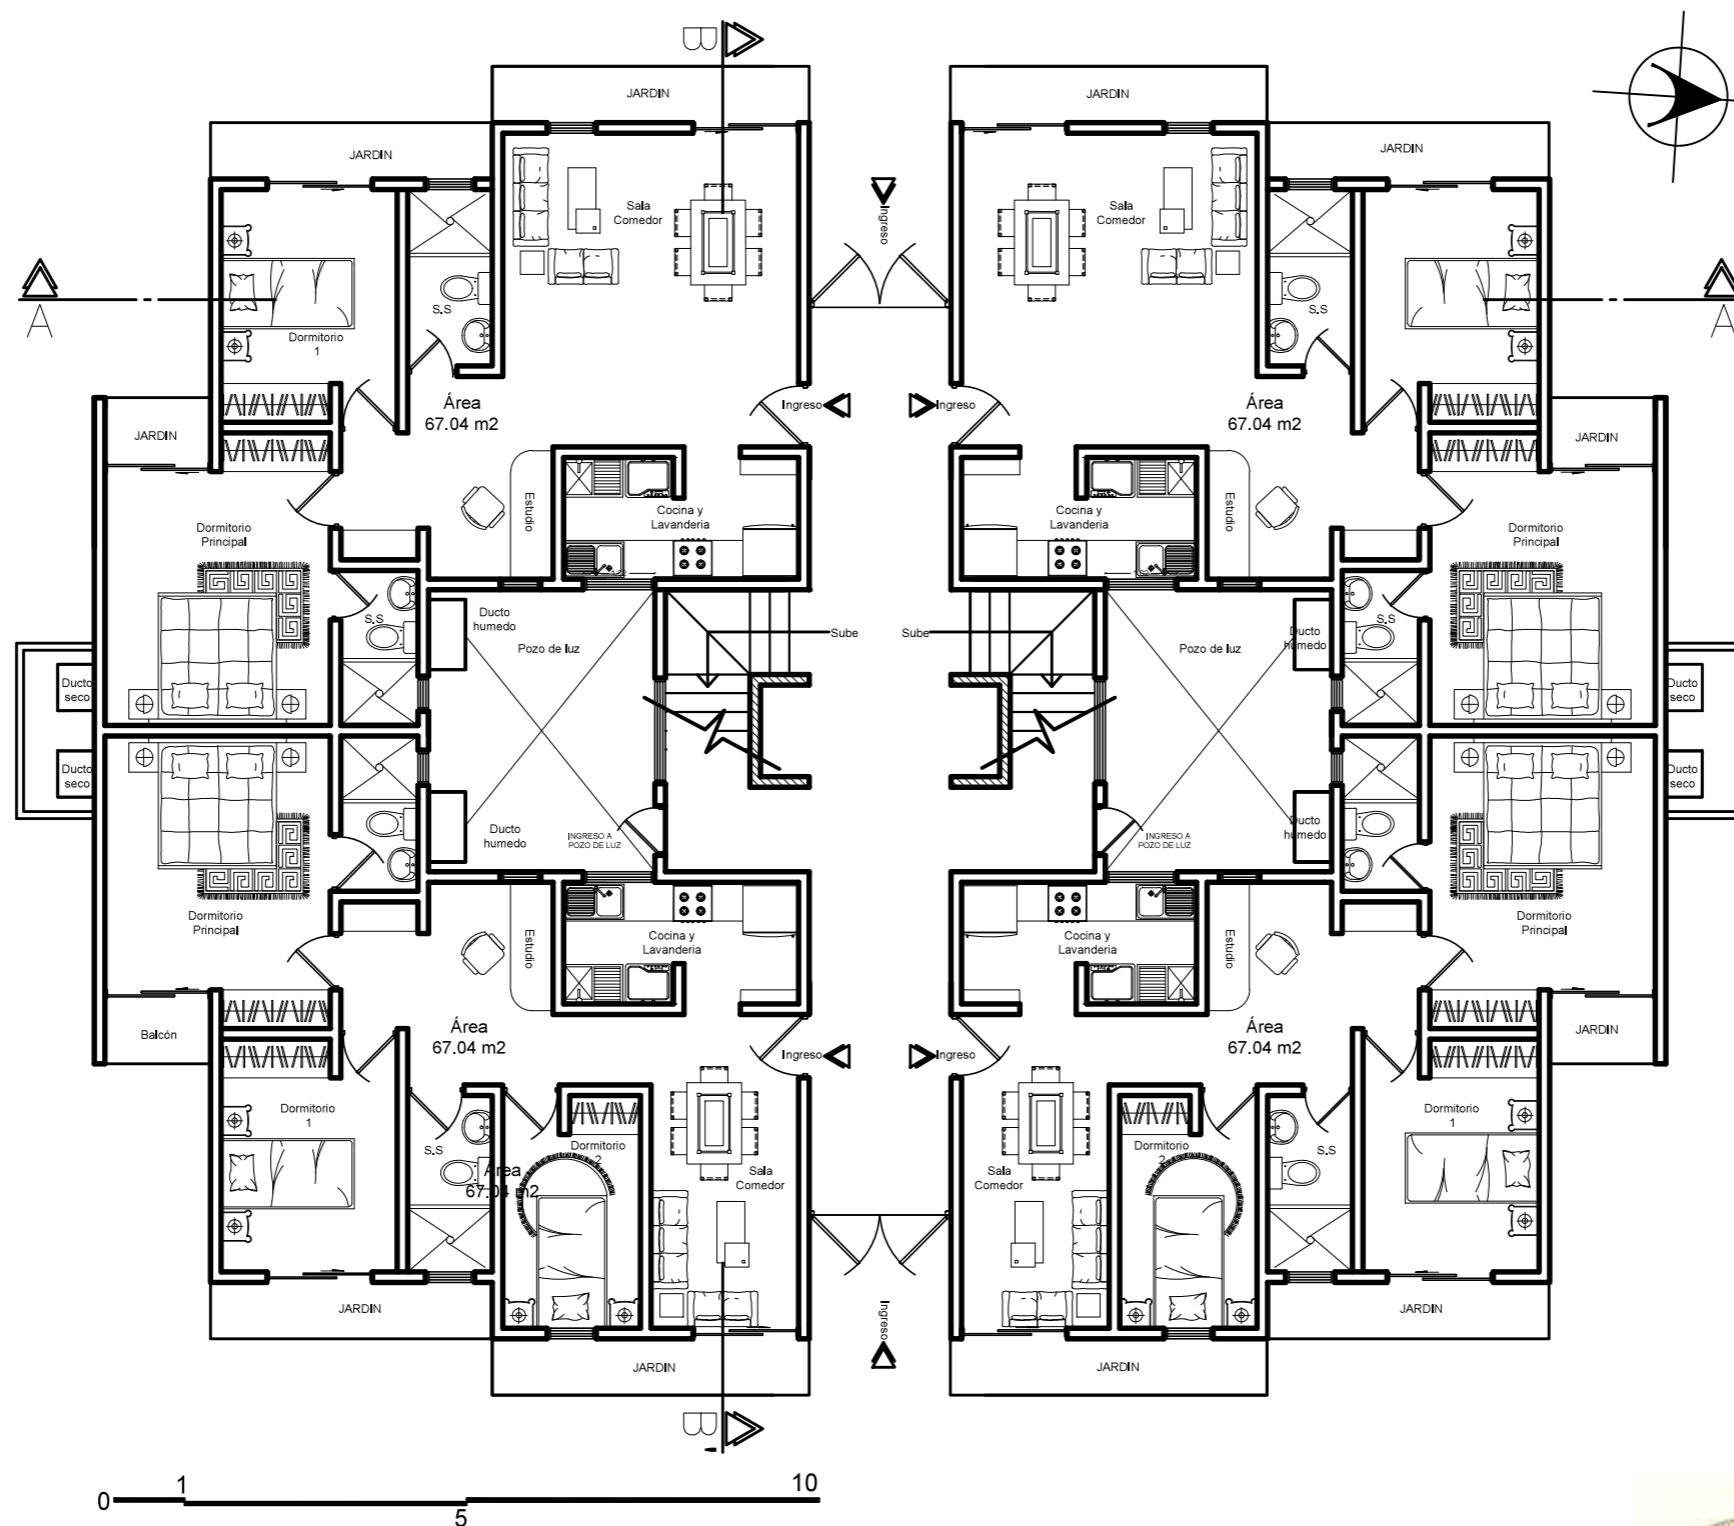 B
JARDIN
JARDIN
JARDIN
JARDIN
Sala
Comedor
Ingreso
Sala
Comedor
A
S.S
Dormitorio
1
S.S
A
Área
67.04 m2
Ingreso
Ingreso
Área
67.04 m2
JARDIN
JARDIN
Dormitorio
Principal
Estudio
Cocina y
Lavanderia
Cocina y
Lavanderia
Estudio
Dormitorio
Principal
S.S
Ducto
humedo
Pozo de luz
Sube
Sube
Pozo de luz
Ducto
humedo
S.S
Ducto
seco
Ducto
seco
Ducto
seco
Ducto
seco
Ducto
humedo
INGRESO A
POZO DE LUZ
INGRESO A
POZO DE LUZ
Ducto
humedo
Dormitorio
Principal
Estudio
Cocina y
Lavanderia
Cocina y
Lavanderia
Estudio
Dormitorio
Principal
Balcón
Área
67.04 m2
Ingreso
Ingreso
Área
67.04 m2
JARDIN
Dormitorio
1
S.S
Área
67.04 m2
Dormitorio
2
Sala
Comedor
Sala
Comedor
Dormitorio
2
S.S
Dormitorio
1
JARDIN
Ingreso
JARDIN
JARDIN
JARDIN
B'
0
1
5
10